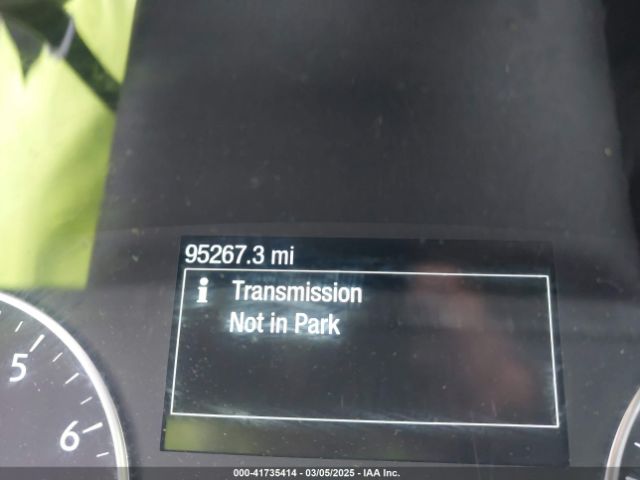 95267.3 mi
i Transmission
Not in Park
5
6
000-41735414 - 03/05/2025 - IAA Inc.